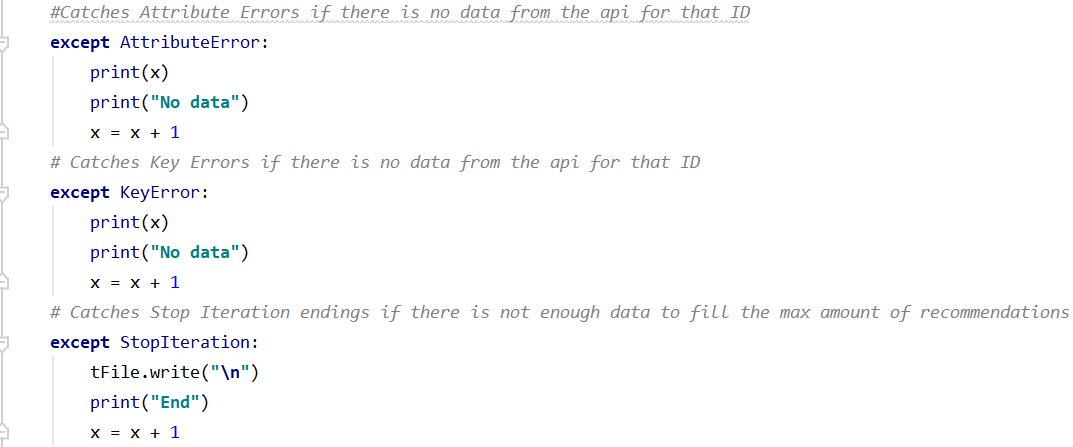 #Catches Attribute Errors if there is no data from the api for that ID
except AttributeError:
    print(x)
    print("No data")
    x = x + 1
# Catches Key Errors if there is no data from the api for that ID
except KeyError:
    print(x)
    print("No data")
    x = x + 1
# Catches Stop Iteration endings if there is not enough data to fill the max amount of recommendations
except StopIteration:
    tFile.write("\n")
    print("End")
    x = x + 1